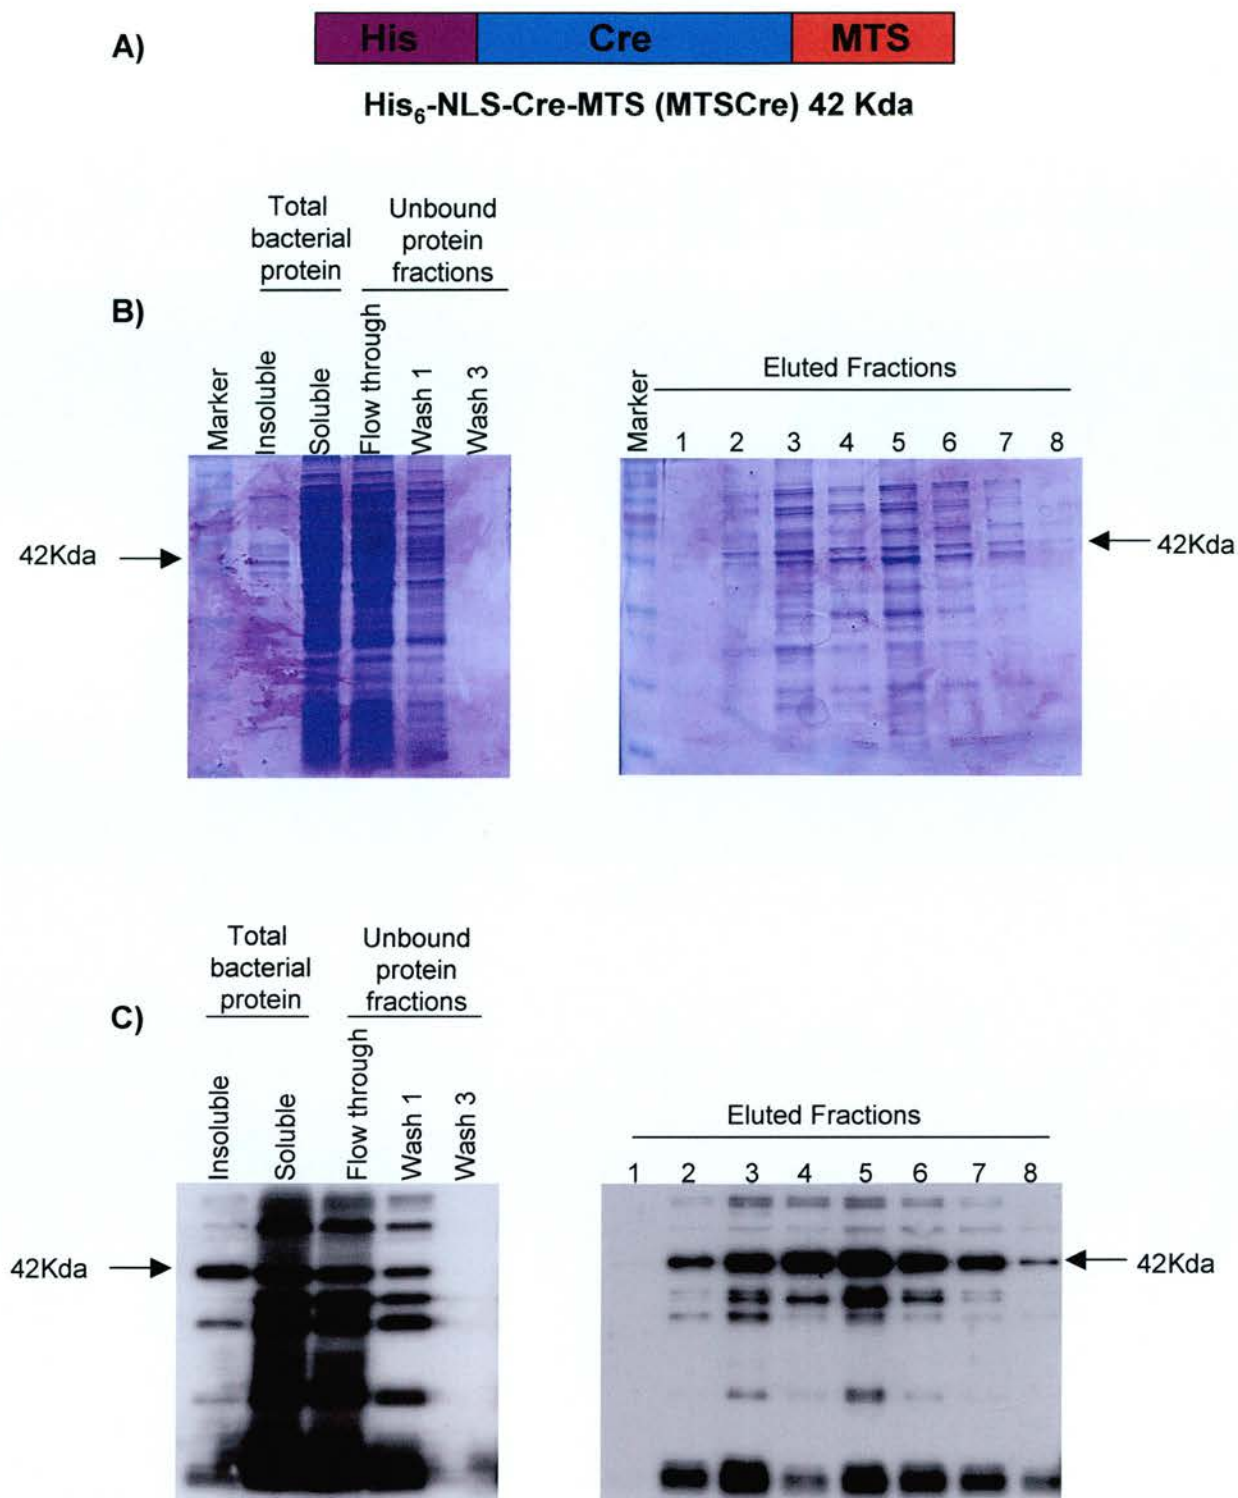 A)
His Cre MTS
His6-NLS-Cre-MTS (MTSCre) 42 Kda
B)
Total
bacterial
protein
Unbound
protein
fractions
Marker
Insoluble
Soluble
Flow through
Wash 1
Wash 3
42Kda
Eluted Fractions
Marker
1 2 3 4 5 6 7 8
42Kda
C)
Total
bacterial
protein
Unbound
protein
fractions
Insoluble
Soluble
Flow through
Wash 1
Wash 3
42Kda
Eluted Fractions
1 2 3 4 5 6 7 8
42Kda